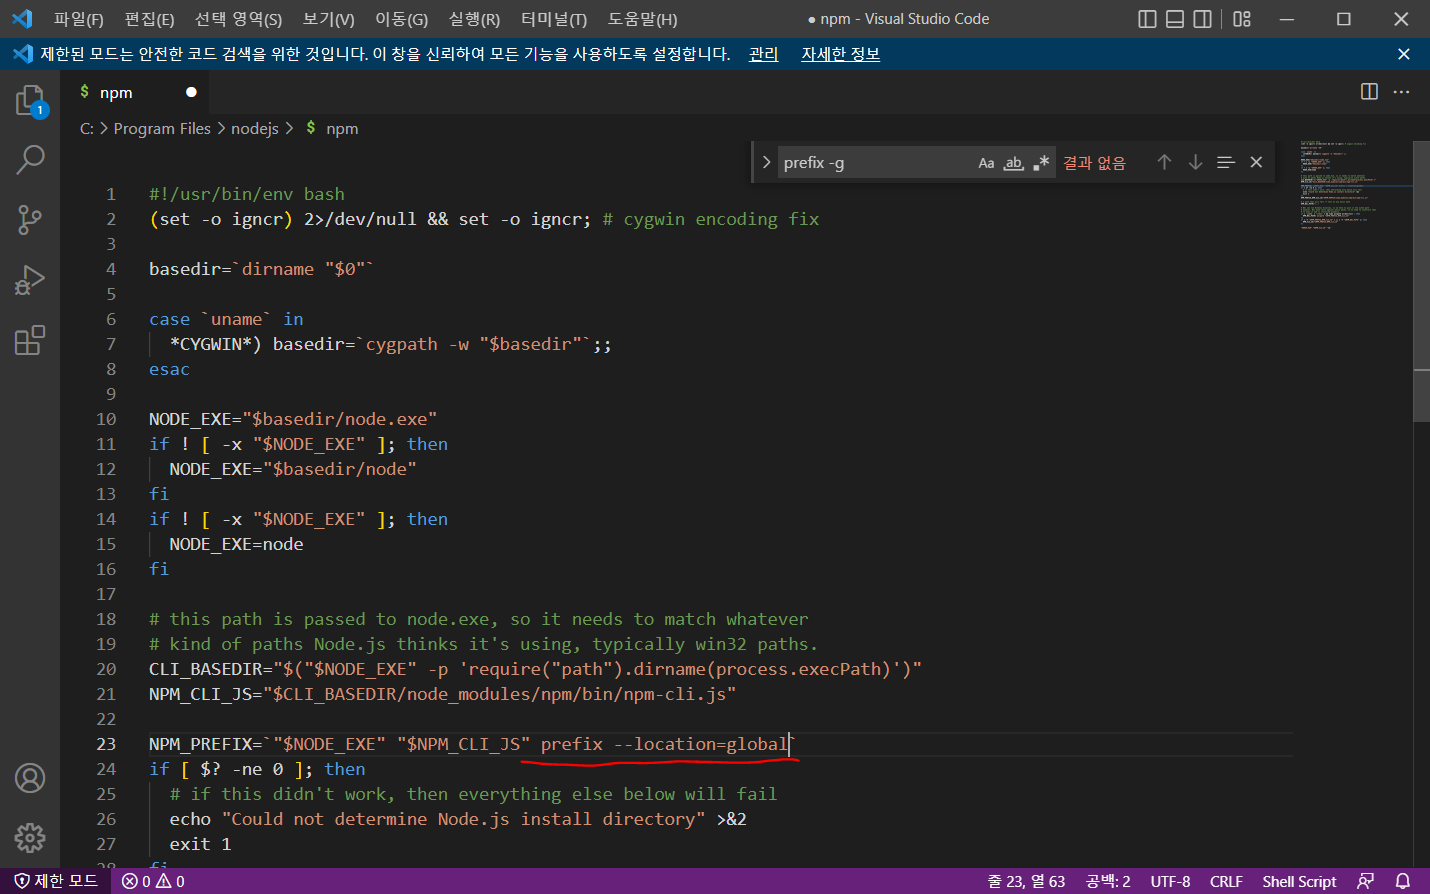 파일(F) 편집(E) 선택 영역(S) 보기(V) 이동(G) 실행(R) 터미널(T) 도움말(H) ● npm - Visual Studio Code
제한된 모드는 안전한 코드 검색을 위한 것입니다. 이 창을 신뢰하여 모든 기능을 사용하도록 설정합니다. 관리 자세한 정보
1
$ npm
C: > Program Files > nodejs > $ npm
prefix -g Aa ab 결과 없음
1 #!/usr/bin/env bash
2 (set -o igncr) 2>/dev/null && set -o igncr; # cygwin encoding fix
3
4 basedir=`dirname "$0"`
5
6 case `uname` in
7 *CYGWIN*) basedir=`cygpath -w "$basedir"`;;
8 esac
9
10 NODE_EXE="$basedir/node.exe"
11 if ! [ -x "$NODE_EXE" ]; then
12 NODE_EXE="$basedir/node"
13 fi
14 if ! [ -x "$NODE_EXE" ]; then
15 NODE_EXE=node
16 fi
17
18 # this path is passed to node.exe, so it needs to match whatever
19 # kind of paths Node.js thinks it's using, typically win32 paths.
20 CLI_BASEDIR="$("$NODE_EXE" -p 'require("path").dirname(process.execPath)')"
21 NPM_CLI_JS="$CLI_BASEDIR/node_modules/npm/bin/npm-cli.js"
22
23 NPM_PREFIX=`"$NODE_EXE" "$NPM_CLI_JS" prefix --location=global`
24 if [ $? -ne 0 ]; then
25 # if this didn't work, then everything else below will fail
26 echo "Could not determine Node.js install directory" >&2
27 exit 1
28 fi
제한 모드 0 0 줄 23, 열 63 공백: 2 UTF-8 CRLF Shell Script